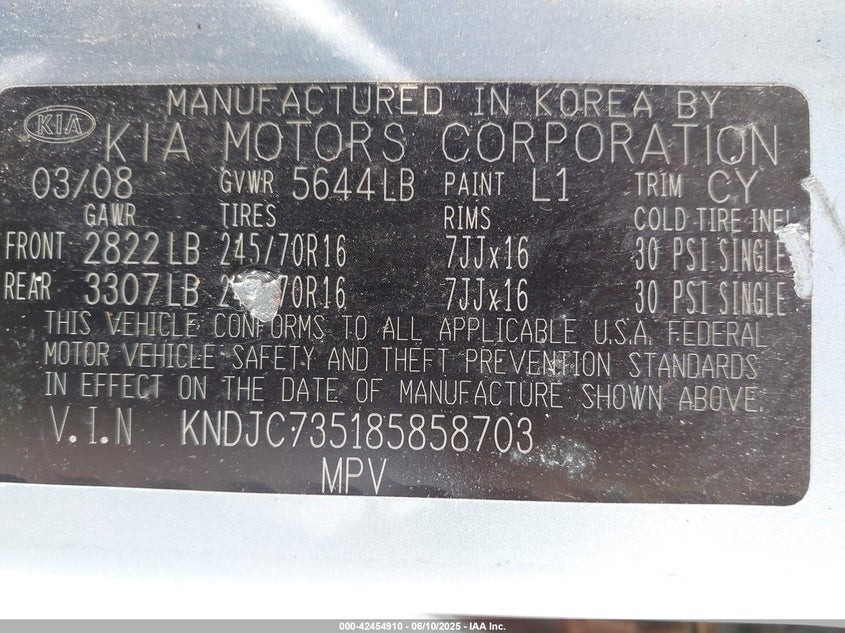 MANUFACTURED IN KOREA BY
KIA KIA MOTORS CORPORATION
03/08 GVWR 5644LB PAINT L1 TRIM CY
GAWR TIRES RIMS COLD TIRE INFL
FRONT 2822LB 245/70R16 7JJx16 30 PSI SINGLE
REAR 3307LB 70R16 7JJx16 30 PSI SINGLE
THIS VEHICLE CONFORMS TO ALL APPLICABLE U.S.A. FEDERAL
MOTOR VEHICLE SAFETY AND THEFT PREVENTION STANDARDS
IN EFFECT ON THE DATE OF MANUFACTURE SHOWN ABOVE.
V.I.N KNDJC735185858703
MPV
000-42454910 - 06/10/2025 - IAA Inc.